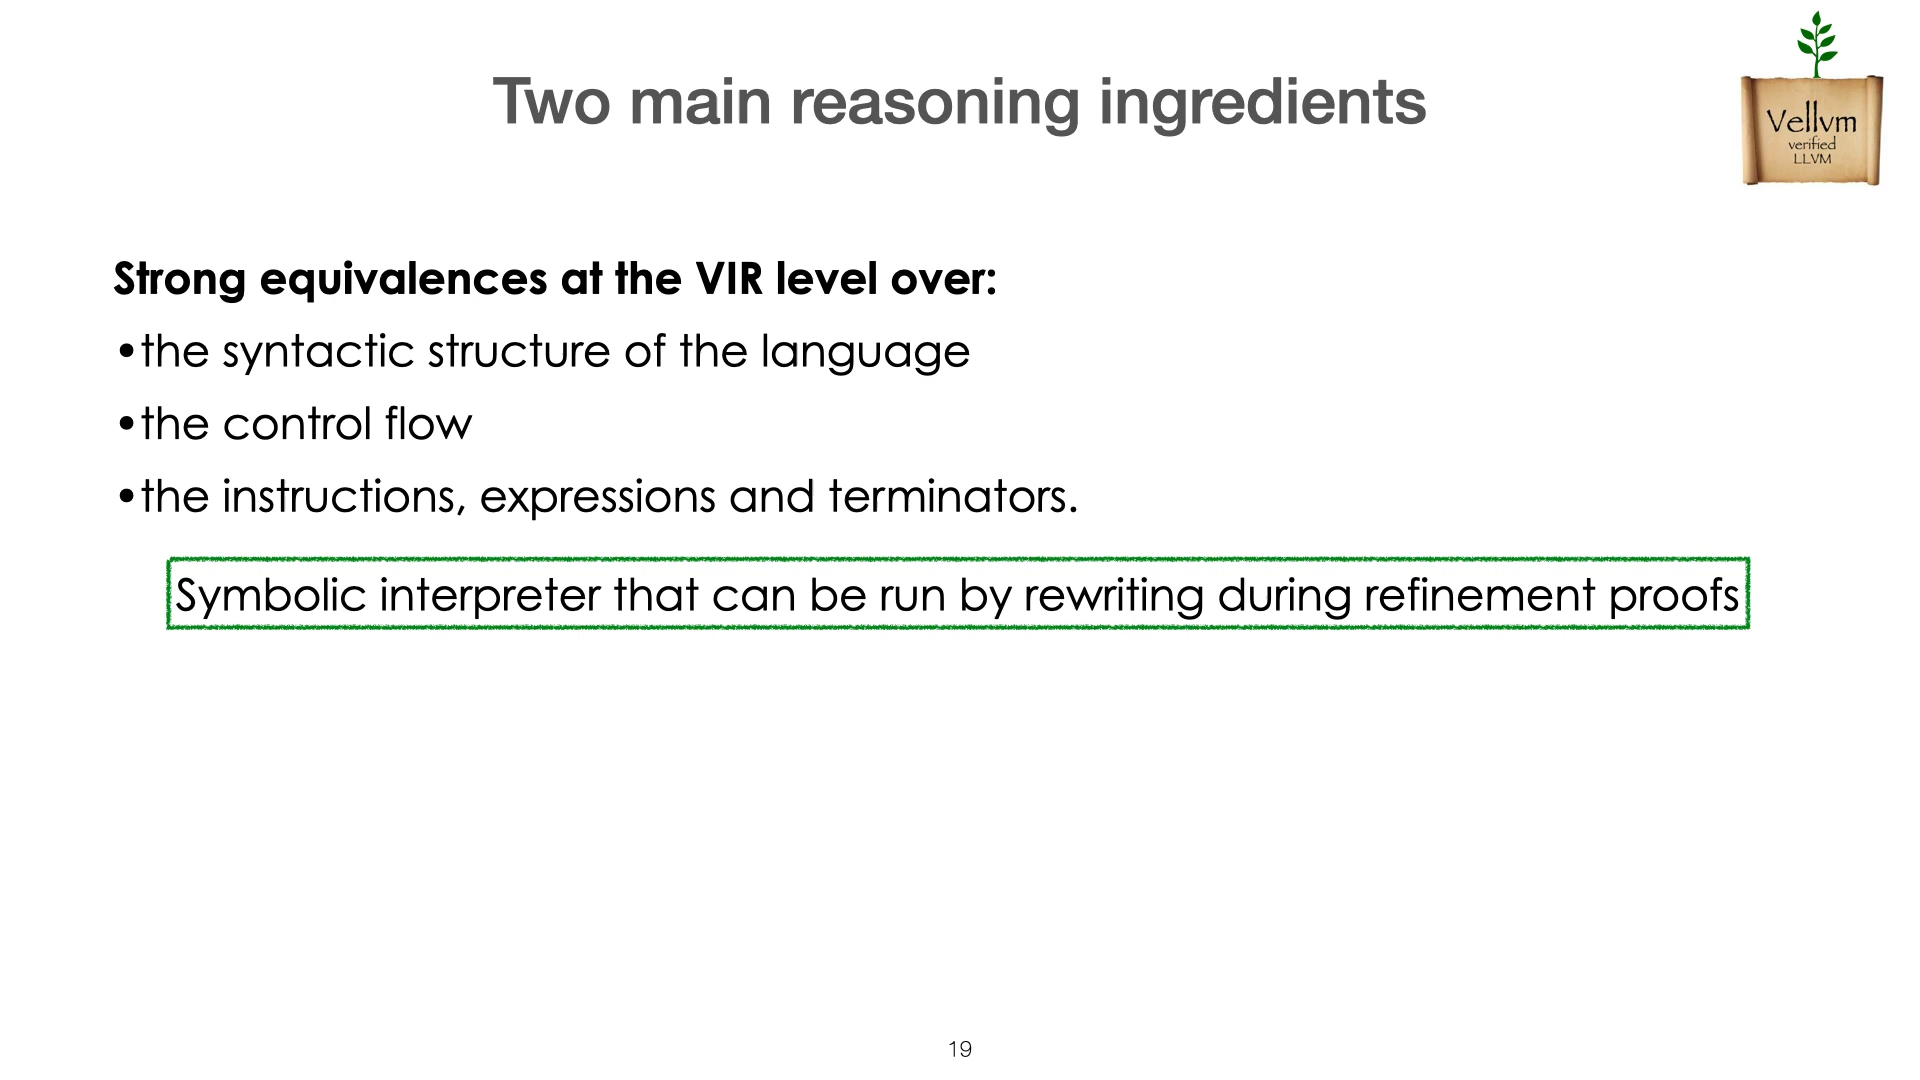 Two main reasoning ingredients
Vellvm
verified
LLVM
Strong equivalences at the VIR level over:
•the syntactic structure of the language
•the control flow
•the instructions, expressions and terminators.
Symbolic interpreter that can be run by rewriting during refinement proofs
19